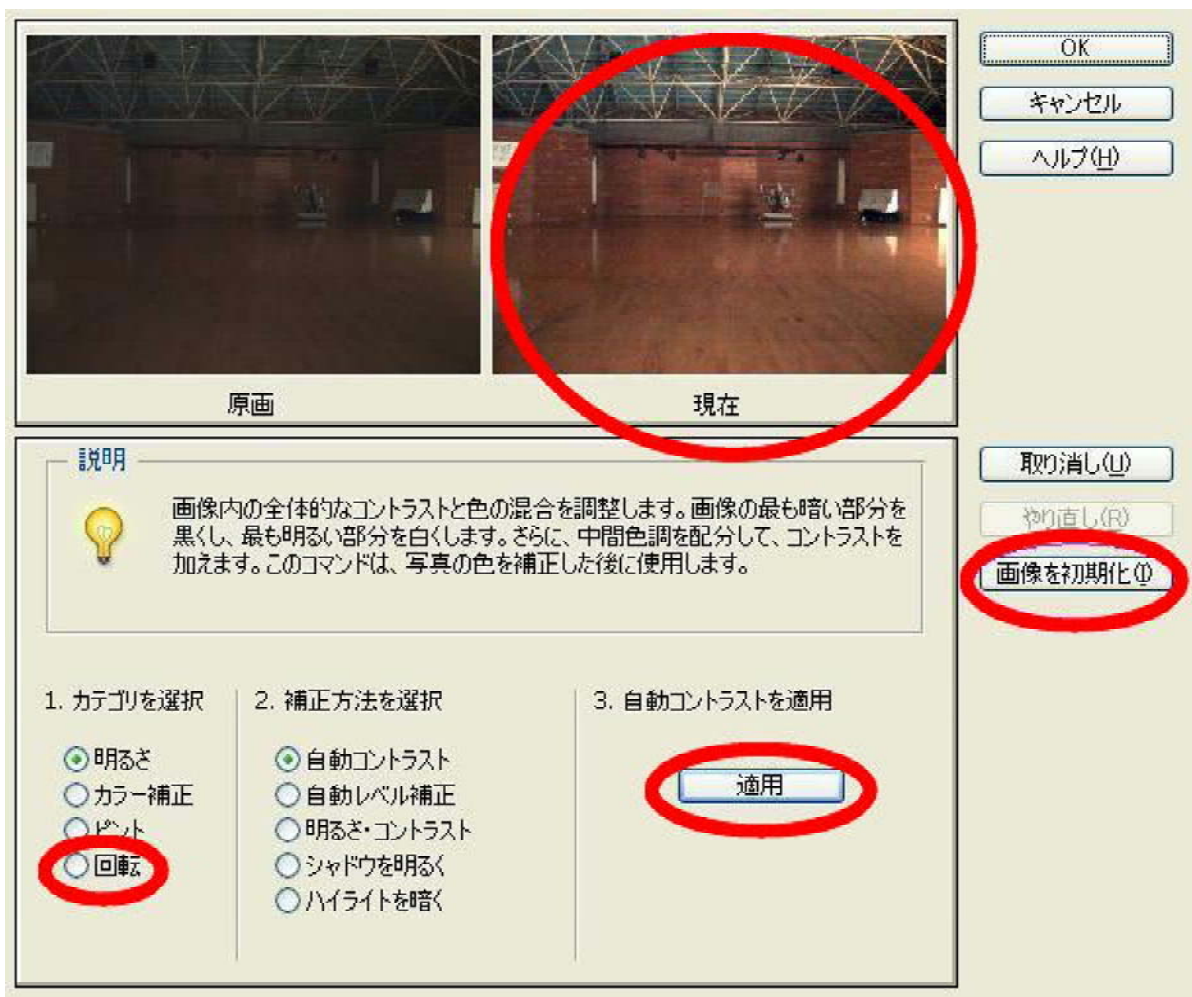 OK
キャンセル
ヘルプ(H)
原画
現在
説明
画像内の全体的なコントラストと色の混合を調整します。画像の最も暗い部分を
黒くし、最も明るい部分を白くします。さらに、中間色調を配分して、コントラストを
加えます。このコマンドは、写真の色を補正した後に使用します。
取り消し(U)
やり直し(R)
画像を初期化(I)
1. カテゴリを選択
明るさ
カラー補正
ピント
回転
2. 補正方法を選択
自動コントラスト
自動レベル補正
明るさ・コントラスト
シャドウを明るく
ハイライトを暗く
3. 自動コントラストを適用
適用